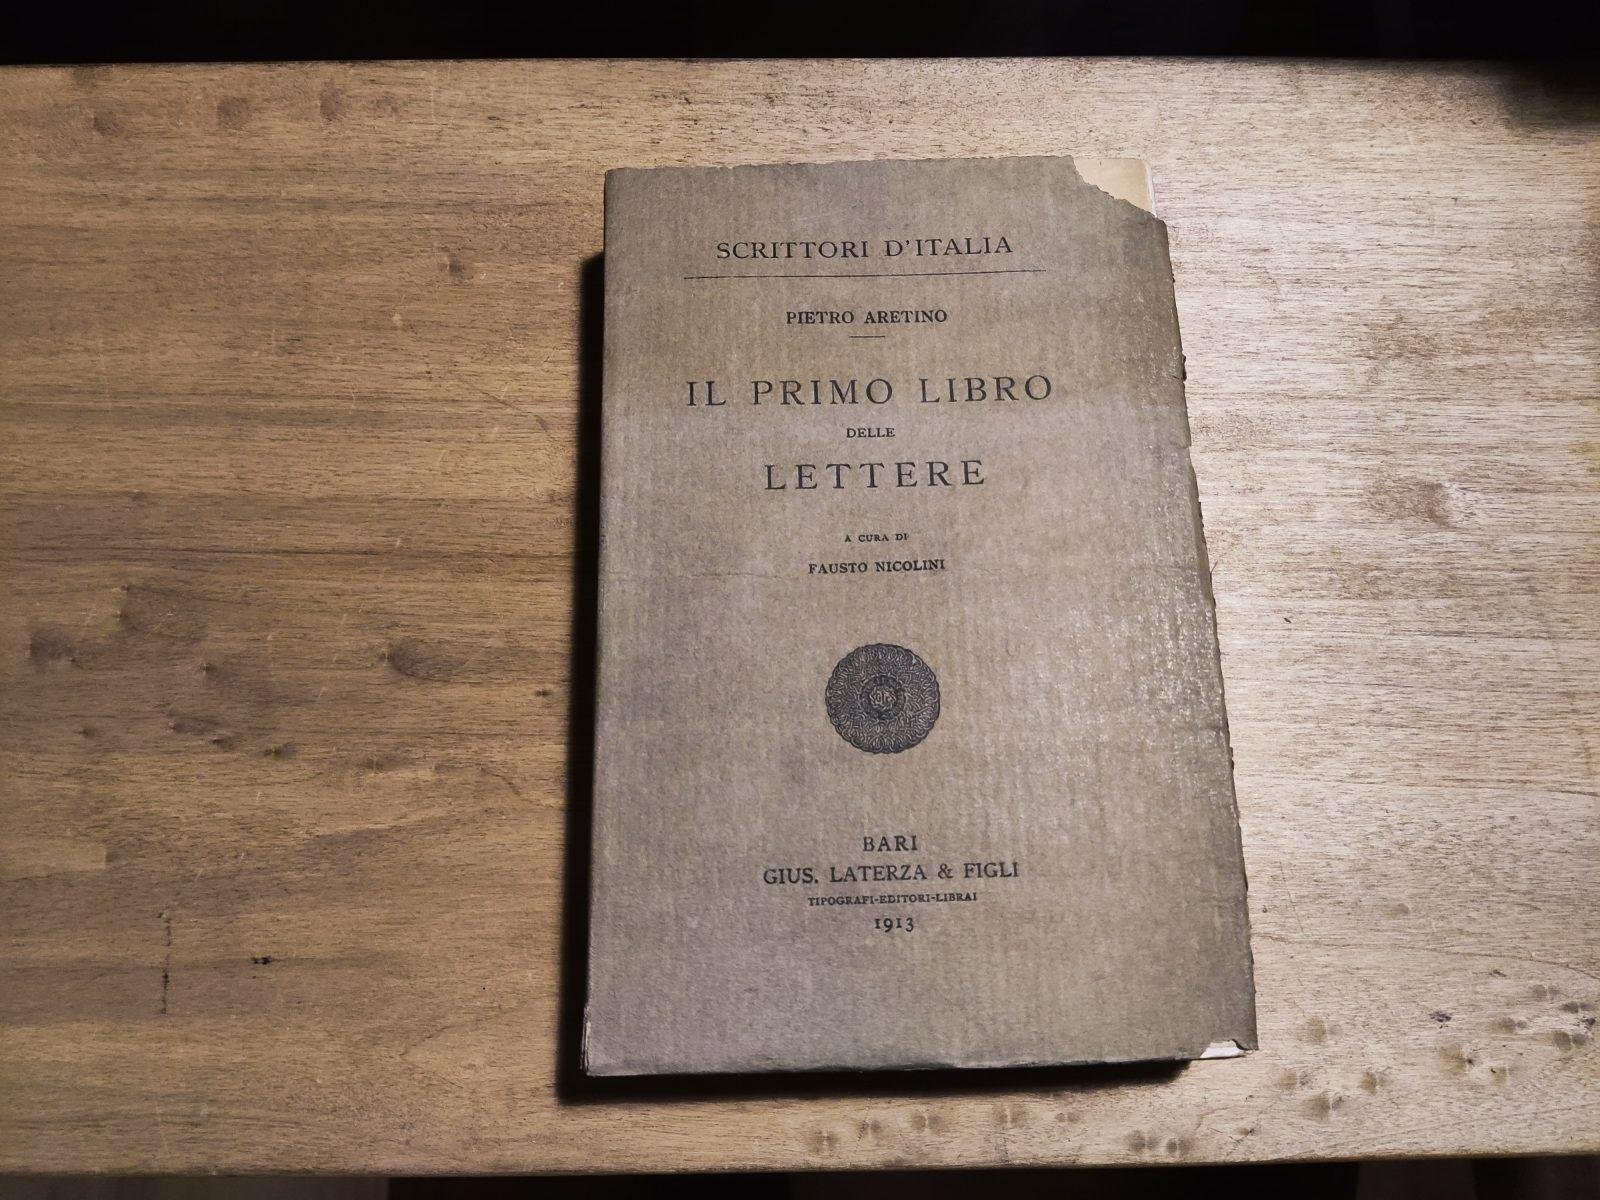 SCRITTORI D'ITALIA
PIETRO ARETINO
IL PRIMO LIBRO
DELLE
LETTERE
A CURA DI
FAUSTO NICOLINI
BARI
GIUS. LATERZA & FIGLI
TIPOGRAFI-EDITORI-LIBRAI
1913